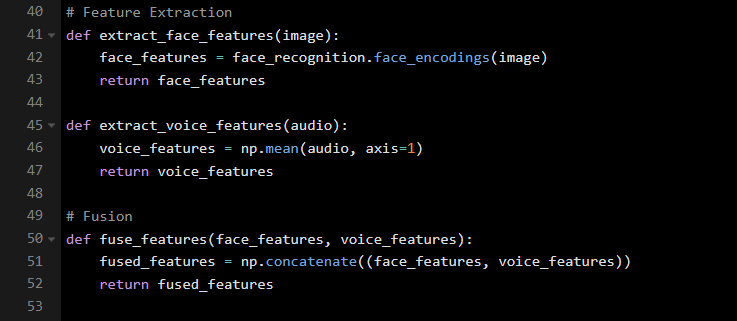 40 # Feature Extraction
41 def extract_face_features(image):
42     face_features = face_recognition.face_encodings(image)
43     return face_features
44
45 def extract_voice_features(audio):
46     voice_features = np.mean(audio, axis=1)
47     return voice_features
48
49 # Fusion
50 def fuse_features(face_features, voice_features):
51     fused_features = np.concatenate((face_features, voice_features))
52     return fused_features
53